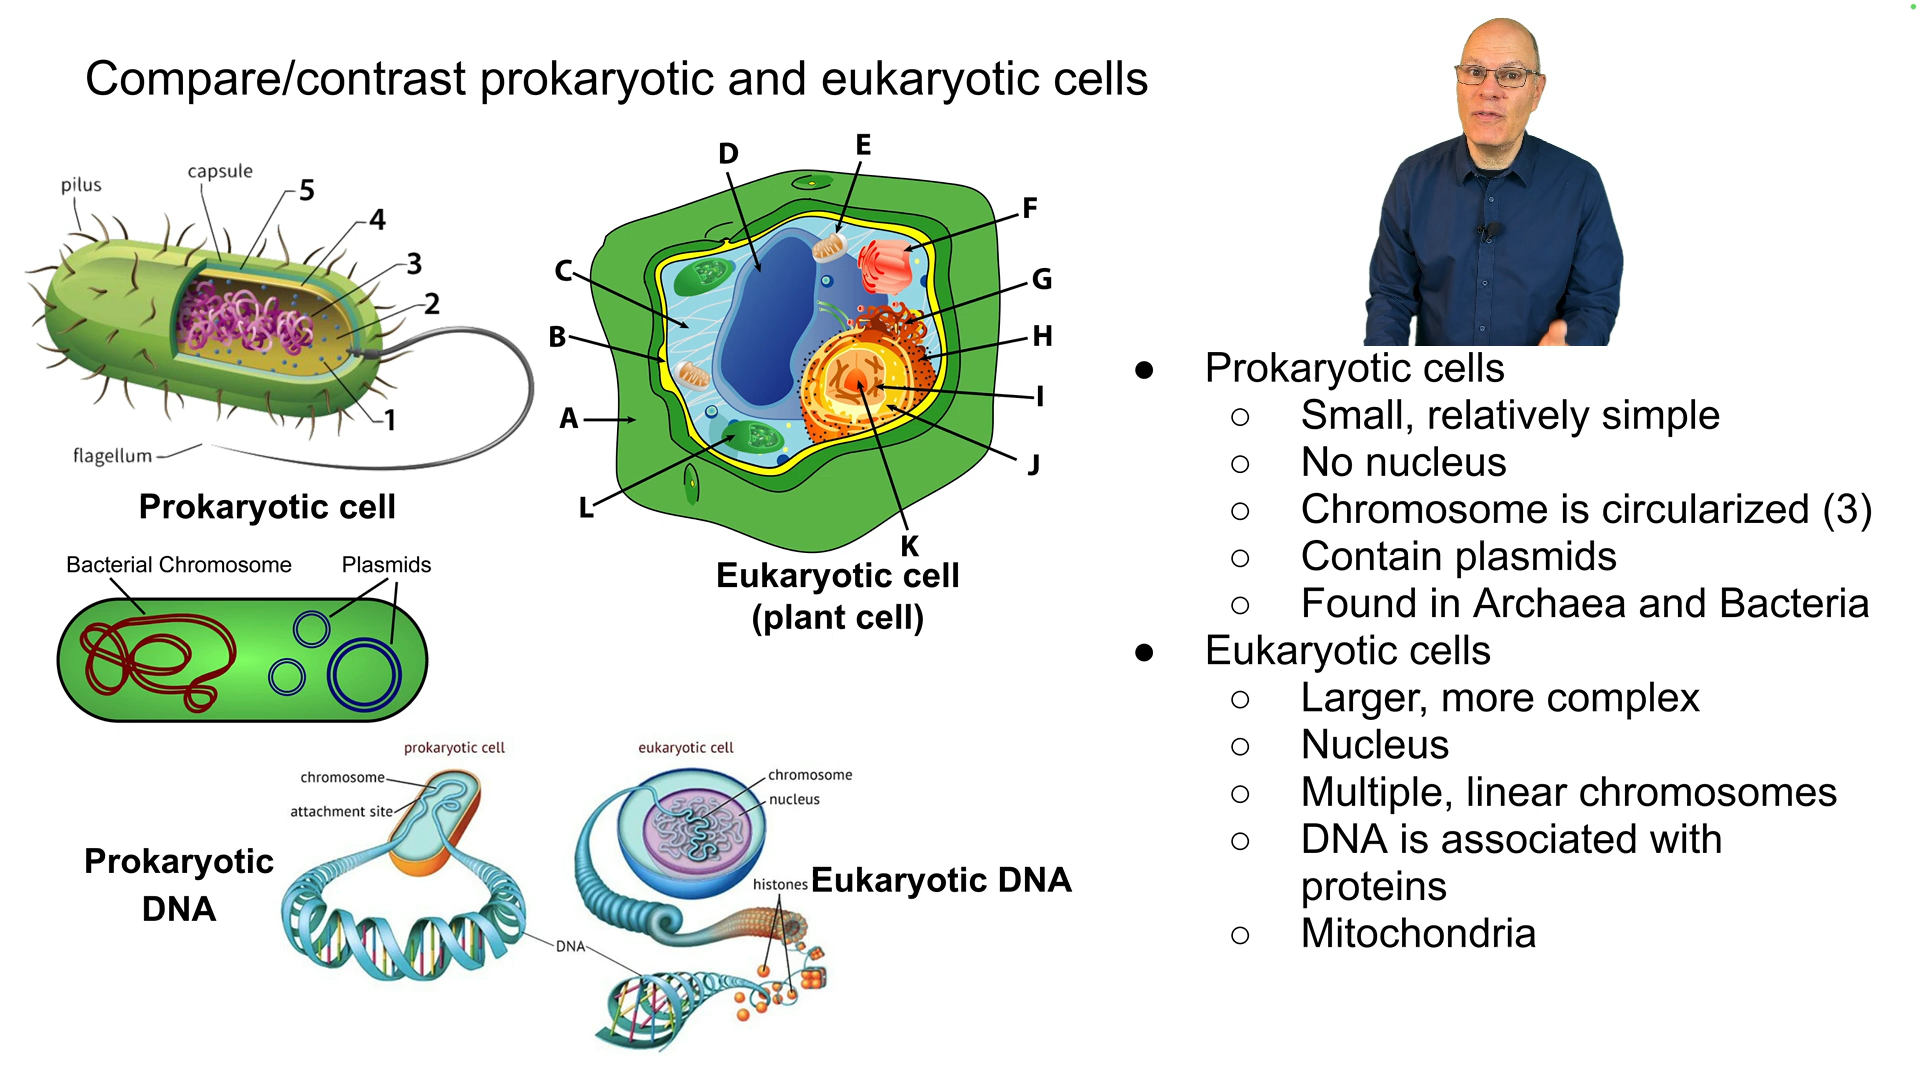 Compare/contrast prokaryotic and eukaryotic cells
pilus
capsule
5
4
3
2
1
flagellum
Prokaryotic cell
D
E
F
C
G
B
H
A
I
J
L
K
Eukaryotic cell
(plant cell)
Bacterial Chromosome
Plasmids
prokaryotic cell
chromosome
attachment site
Prokaryotic
DNA
eukaryotic cell
chromosome
nucleus
histones
Eukaryotic DNA
DNA
● Prokaryotic cells
○ Small, relatively simple
○ No nucleus
○ Chromosome is circularized (3)
○ Contain plasmids
○ Found in Archaea and Bacteria
● Eukaryotic cells
○ Larger, more complex
○ Nucleus
○ Multiple, linear chromosomes
○ DNA is associated with
proteins
○ Mitochondria